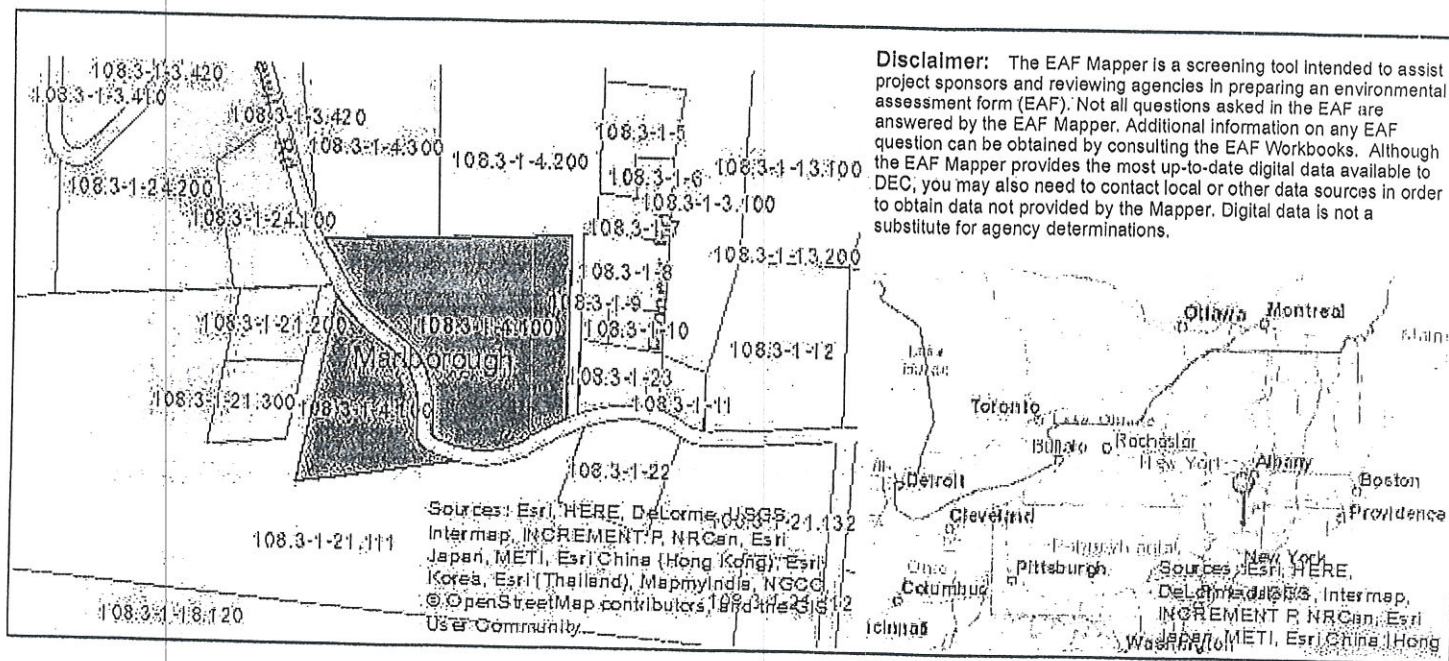 Disclaimer: The EAF Mapper is a screening tool intended to assist
project sponsors and reviewing agencies in preparing an environmental
assessment form (EAF). Not all questions asked in the EAF are
answered by the EAF Mapper. Additional information on any EAF
question can be obtained by consulting the EAF Workbooks. Although
the EAF Mapper provides the most up-to-date digital data available to
DEC, you may also need to contact local or other data sources in order
to obtain data not provided by the Mapper. Digital data is not a
substitute for agency determinations.
108.3-1-3.420
108.3-1-3.410
108.3-1-3.420
108.3-1-4.300
108.3-1-4.200
108.3-1-5
108.3-1-6
108.3-1-13.100
108.3-1-24.200
108.3-1-3.100
108.3-1-24.100
108.3-1-7
108.3-1-13.200
108.3-1-8
108.3-1-9
108.3-1-21.200
108.3-1-4.100
108.3-1-10
Marlborough
108.3-1-12
108.3-1-23
108.3-1-21.300
108.3-1-4.100
108.3-1-11
108.3-1-22
108.3-1-21.111
108.3-1-18.120
Sources: Esri, HERE, DeLorme, USGS,
Intermap, INCREMENT P, NRCan, Esri
Japan, METI, Esri China (Hong Kong), Esri
Korea, Esri (Thailand), MapmyIndia, NGCC,
© OpenStreetMap contributors, and the GIS
User Community
Ottawa
Montreal
Toronto
Lake Ontario
Buffalo
Rochester
New York
Albany
Detroit
Boston
Cleveland
Providence
New York
Pittsburgh
Columbus
Washington
Sources: Esri, HERE,
DeLorme, USGS, Intermap,
INCREMENT P, NRCan, Esri
Japan, METI, Esri China (Hong